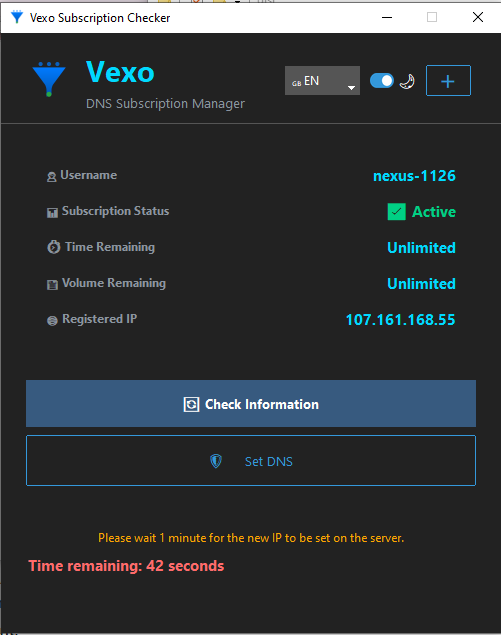 Vexo Subscription Checker
Vexo
DNS Subscription Manager
GB EN
Username
nexus-1126
Subscription Status
Active
Time Remaining
Unlimited
Volume Remaining
Unlimited
Registered IP
107.161.168.55
Check Information
Set DNS
Please wait 1 minute for the new IP to be set on the server.
Time remaining: 42 seconds